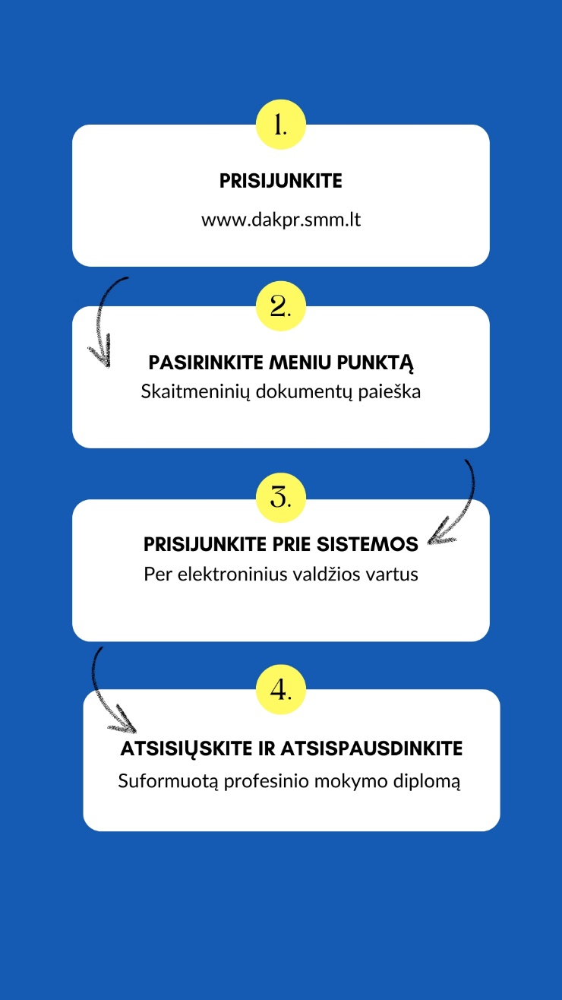 1.
PRISIJUNKITE
www.dakpr.smm.lt
2.
PASIRINKITE MENIU PUNKTĄ
Skaitmeninių dokumentų paieška
3.
PRISIJUNKITE PRIE SISTEMOS
Per elektroninius valdžios vartus
4.
ATSISIŲSKITE IR ATSISPAUSDINKITE
Suformuotą profesinio mokymo diplomą